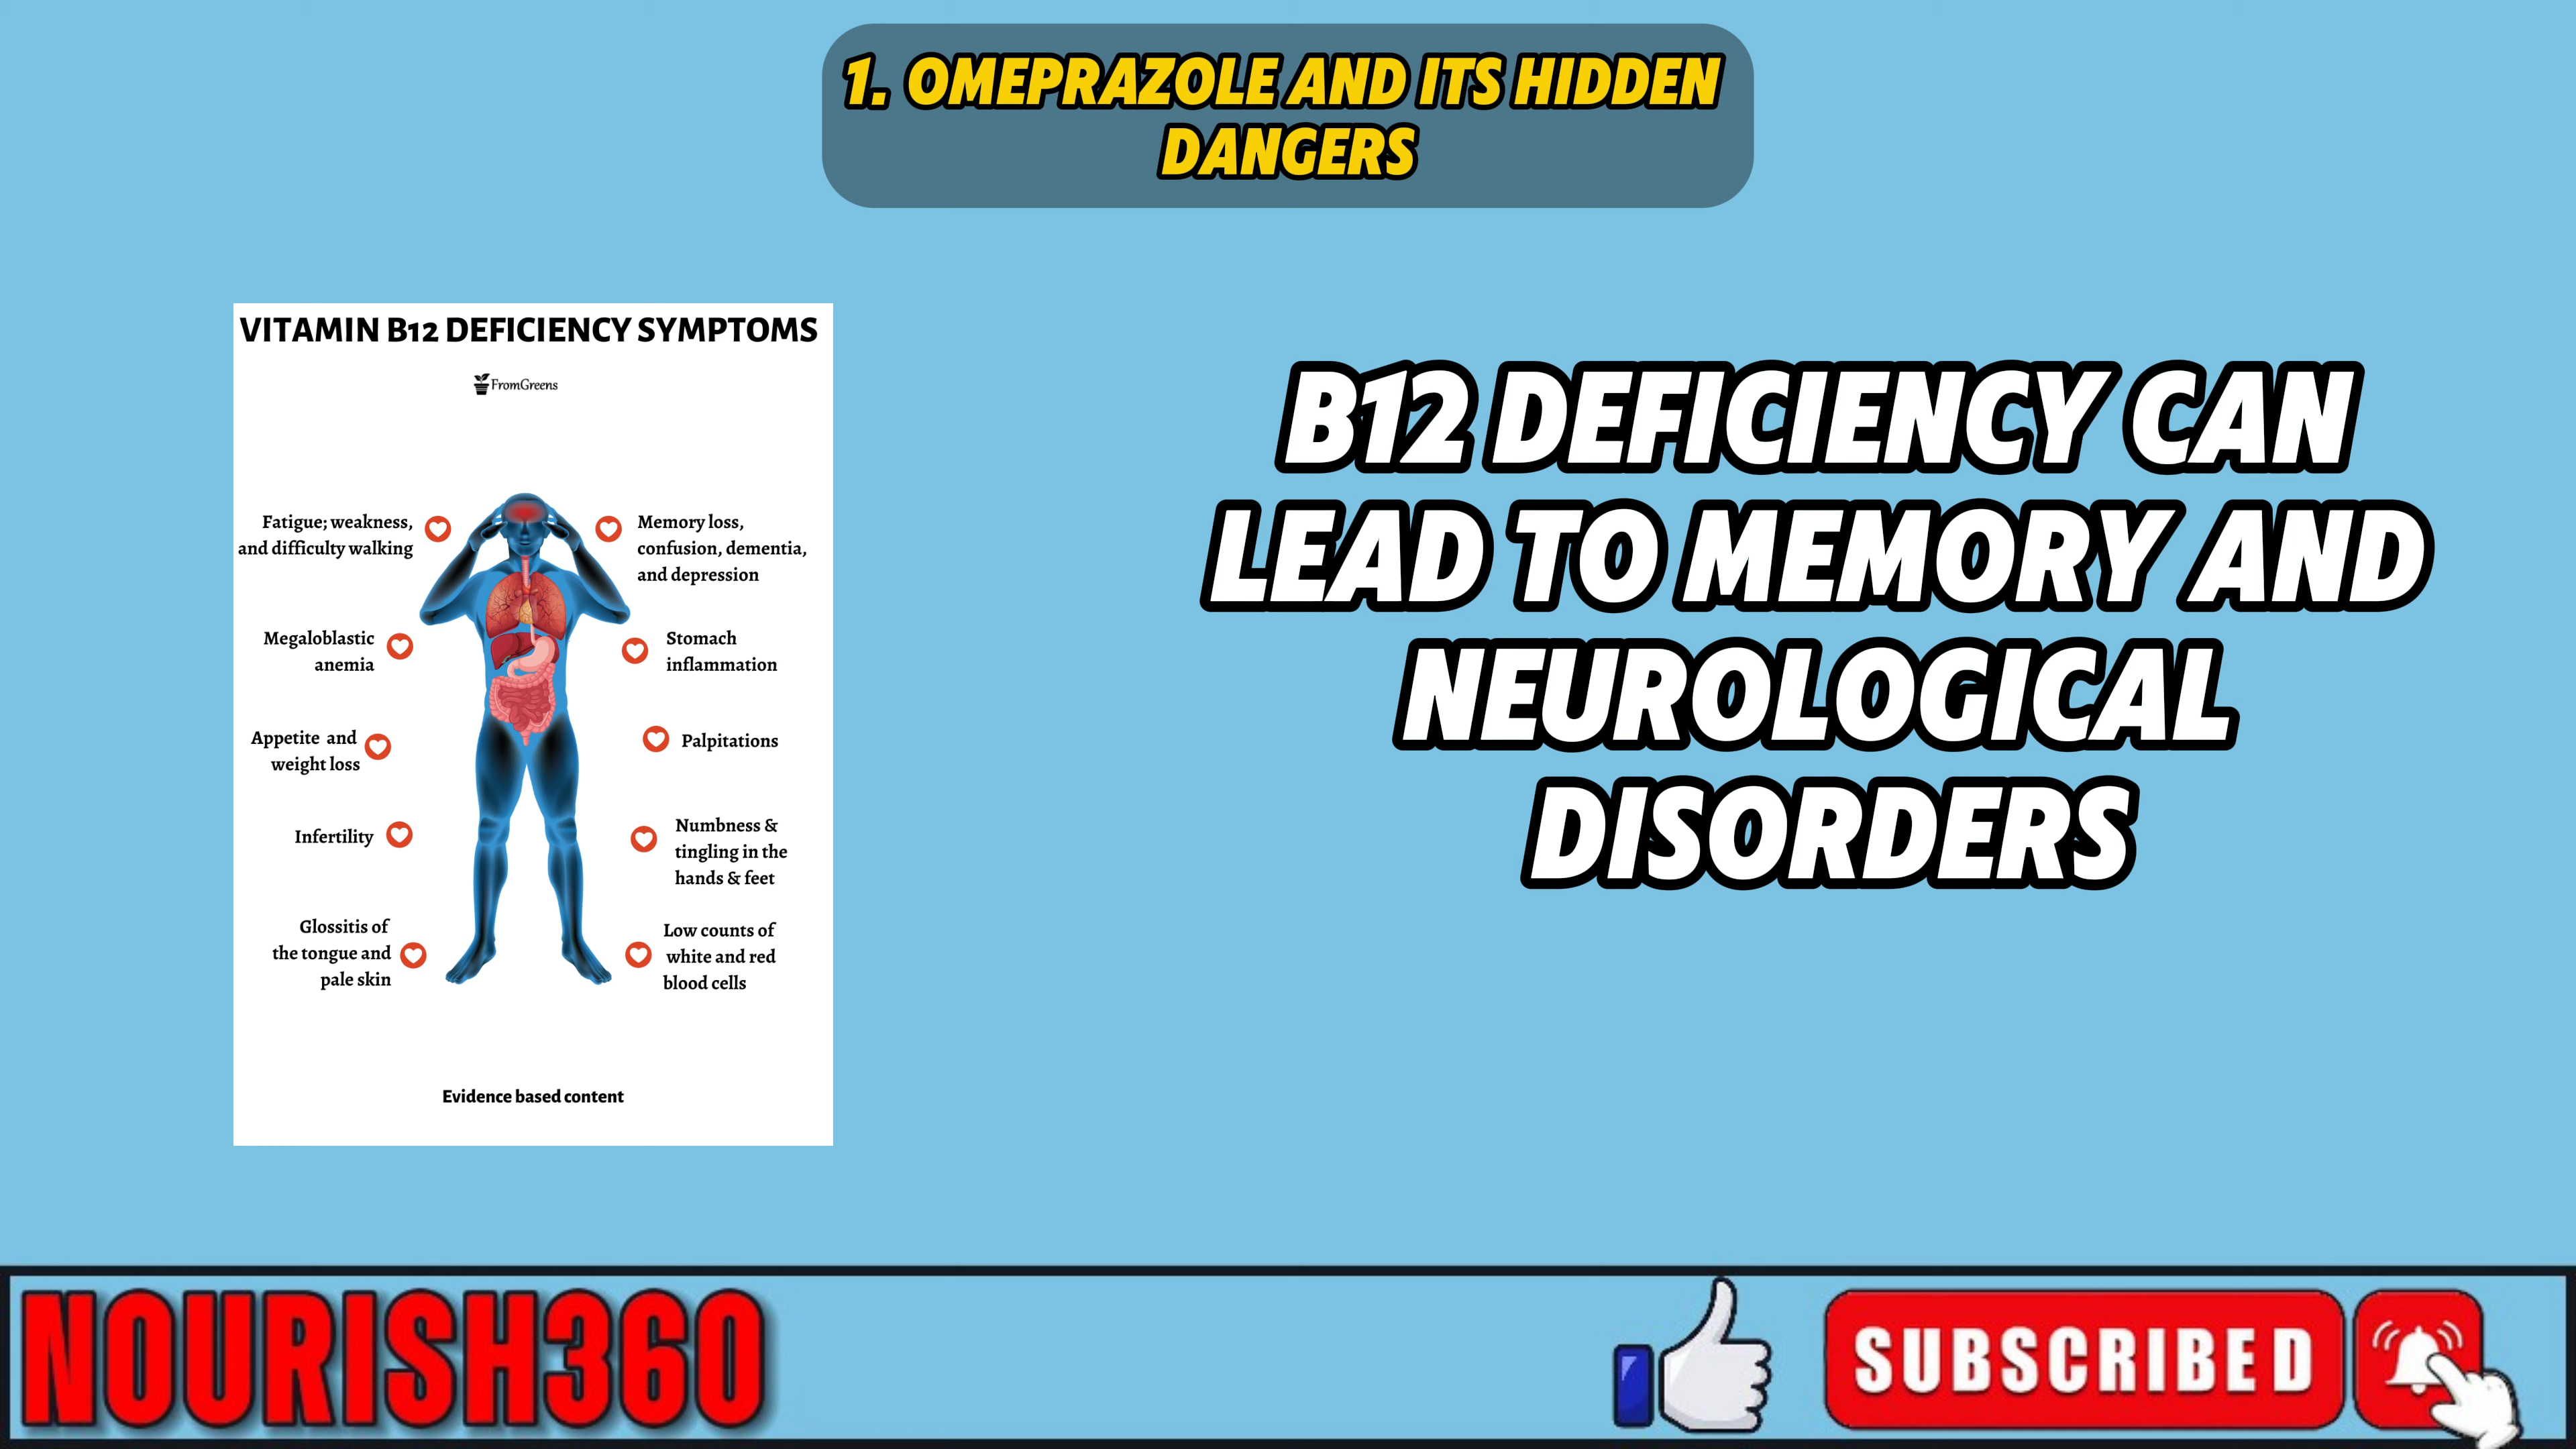 1. OMEPRAZOLE AND ITS HIDDEN
DANGERS
VITAMIN B12 DEFICIENCY SYMPTOMS
FromGreens
Fatigue; weakness,
and difficulty walking
Memory loss,
confusion, dementia,
and depression
Megaloblastic
anemia
Stomach
inflammation
Appetite and
weight loss
Palpitations
Infertility
Numbness &
tingling in the
hands & feet
Glossitis of
the tongue and
pale skin
Low counts of
white and red
blood cells
Evidence based content
B12 DEFICIENCY CAN
LEAD TO MEMORY AND
NEUROLOGICAL
DISORDERS
NOURISH360
SUBSCRIBED